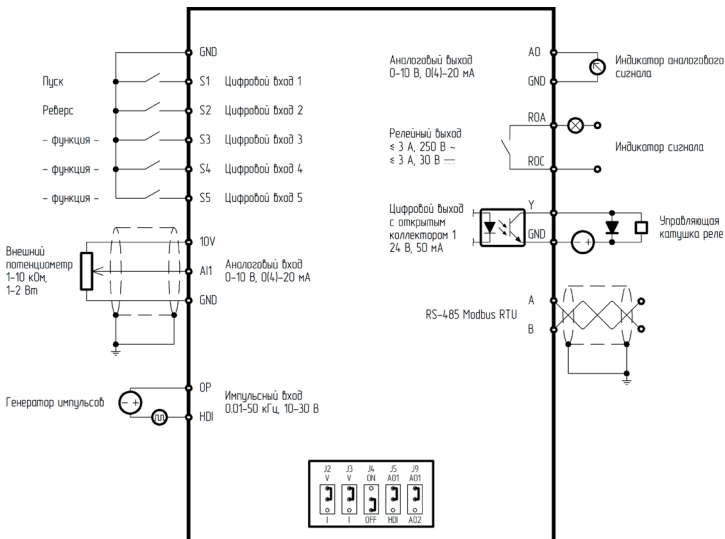 GND
Пуск
S1 Цифровой вход 1
Реверс
S2 Цифровой вход 2
- функция -
S3 Цифровой вход 3
- функция -
S4 Цифровой вход 4
- функция -
S5 Цифровой вход 5
10V
Внешний
потенциометр
1-10 кОм,
1-2 Вт
AI1
Аналоговый вход
0-10 В, 0(4)-20 мА
GND
Генератор импульсов
OP
HDI
Импульсный вход
0.01-50 кГц, 10-30 В
Аналоговый выход
0-10 В, 0(4)-20 мА
AO
GND
Индикатор аналогового
сигнала
Релейный выход
≤ 3 А, 250 В ~
≤ 3 А, 30 В ⎓
ROA
ROC
Индикатор сигнала
Цифровой выход
с открытым
коллектором 1
24 В, 50 мА
Y
GND
Управляющая
катушка реле
RS-485 Modbus RTU
A
B
J2 J3 J4 J5 J9
V V ON AO1 AO1
I I OFF HDI AO2